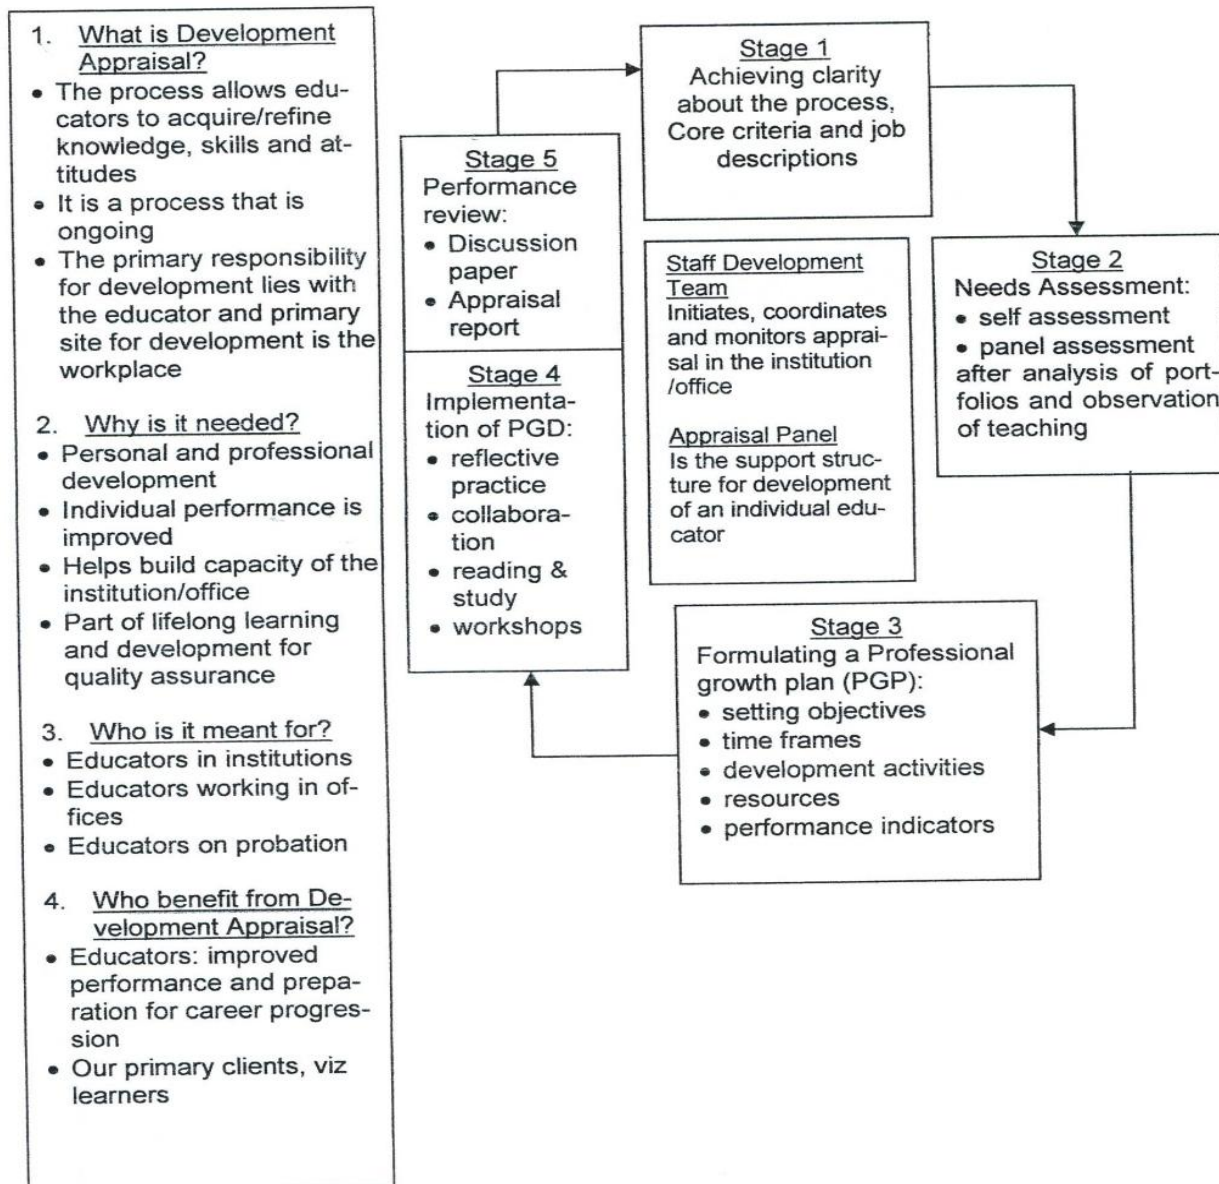 1. What is Development
Appraisal?
• The process allows edu-
cators to acquire/refine
knowledge, skills and at-
titudes
• It is a process that is
ongoing
• The primary responsibility
for development lies with
the educator and primary
site for development is the
workplace
2. Why is it needed?
• Personal and professional
development
• Individual performance is
improved
• Helps build capacity of the
institution/office
• Part of lifelong learning
and development for
quality assurance
3. Who is it meant for?
• Educators in institutions
• Educators working in of-
fices
• Educators on probation
4. Who benefit from De-
velopment Appraisal?
• Educators: improved
performance and prepa-
ration for career progres-
sion
• Our primary clients, viz
learners
Stage 1
Achieving clarity
about the process,
Core criteria and job
descriptions
Stage 2
Needs Assessment:
• self assessment
• panel assessment
after analysis of port-
folios and observation
of teaching
Stage 3
Formulating a Professional
growth plan (PGP):
• setting objectives
• time frames
• development activities
• resources
• performance indicators
Stage 4
Implementa-
tion of PGD:
• reflective
practice
• collabora-
tion
• reading &
study
• workshops
Stage 5
Performance
review:
• Discussion
paper
• Appraisal
report
Staff Development
Team
Initiates, coordinates
and monitors apprai-
sal in the institution
/office
Appraisal Panel
Is the support struc-
ture for development
of an individual edu-
cator